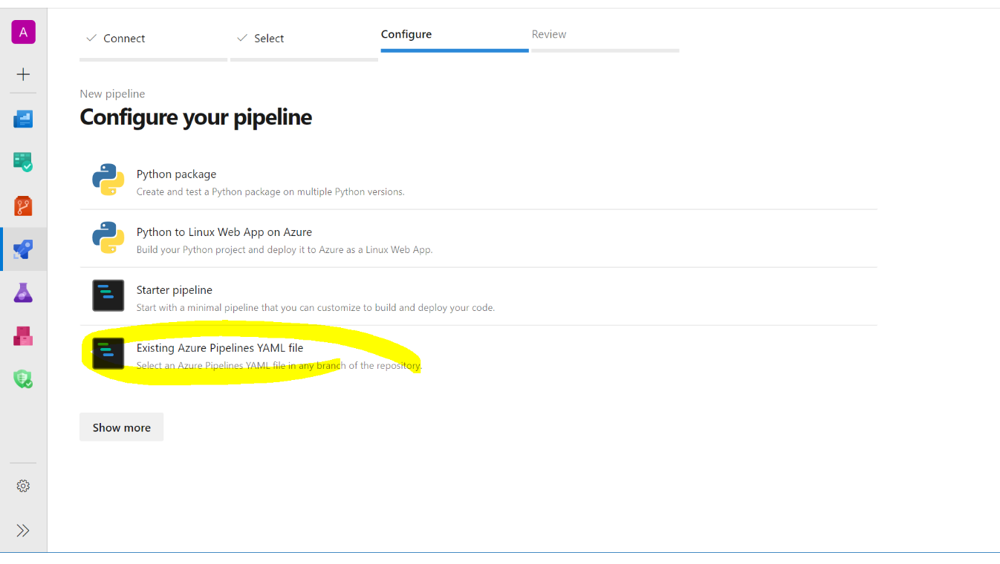 A
Connect
Select
Configure
Review
New pipeline
Configure your pipeline
Python package
Create and test a Python package on multiple Python versions.
Python to Linux Web App on Azure
Build your Python project and deploy it to Azure as a Linux Web App.
Starter pipeline
Start with a minimal pipeline that you can customize to build and deploy your code.
Existing Azure Pipelines YAML file
Select an Azure Pipelines YAML file in any branch of the repository.
Show more